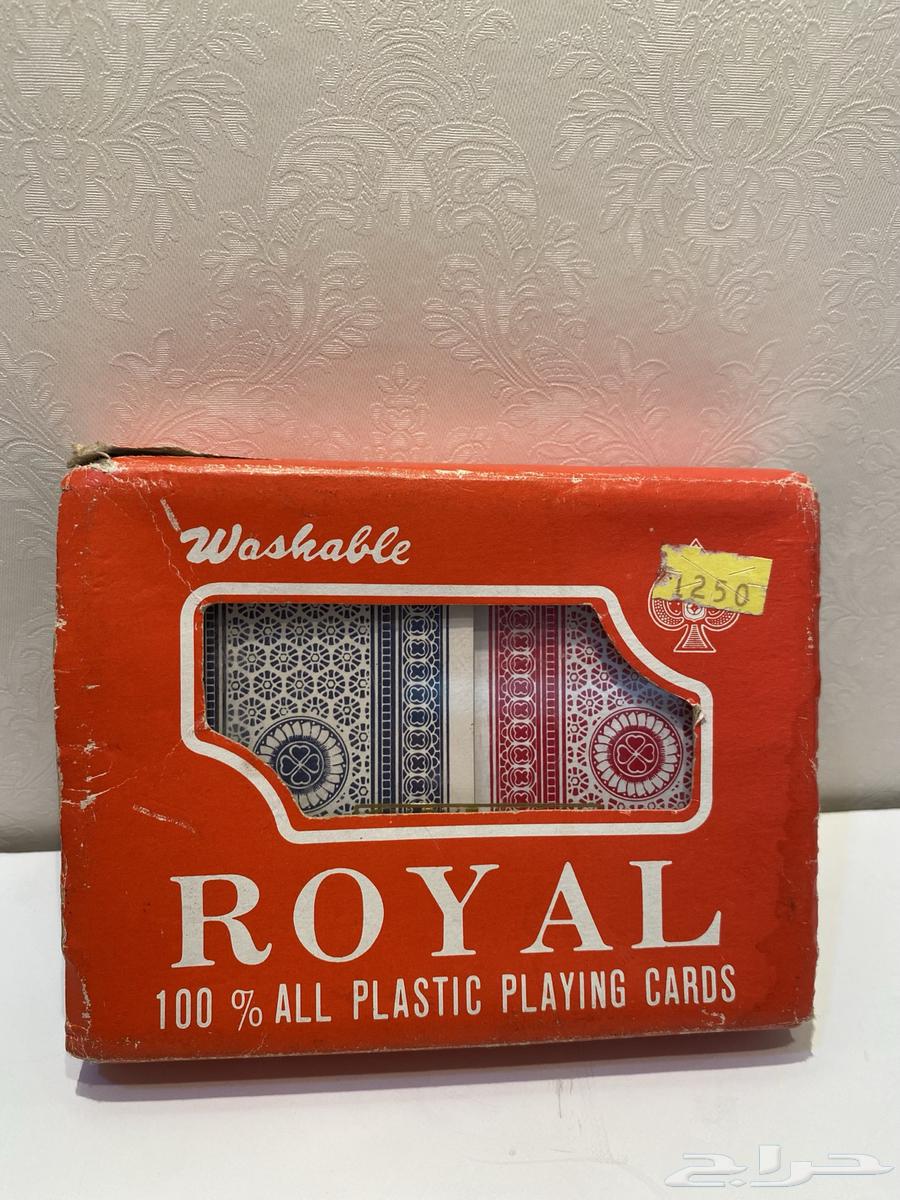 Washable
1250
ROYAL
100 % ALL PLASTIC PLAYING CARDS
حراج